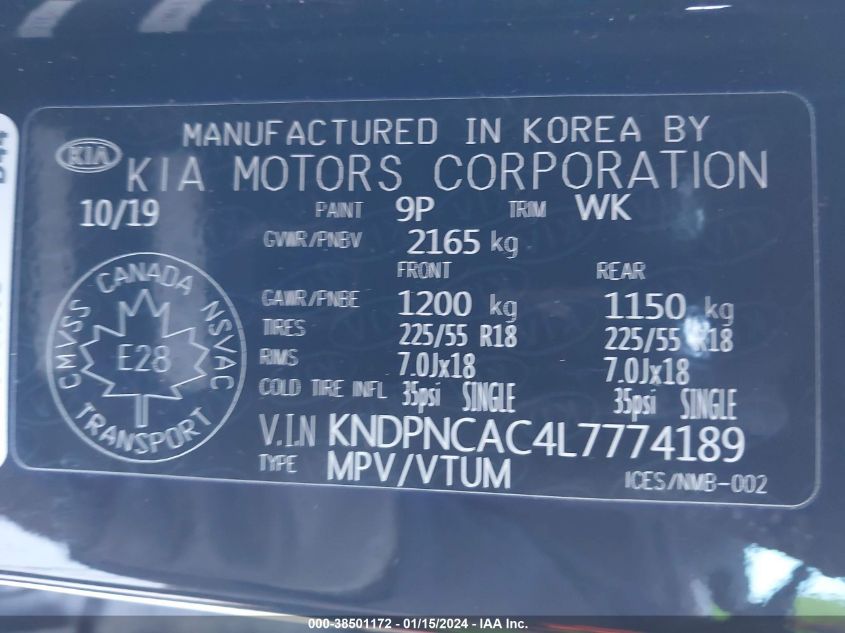 MANUFACTURED IN KOREA BY
KIA KIA MOTORS CORPORATION
10/19 PAINT 9P TRIM WK
GVWR/PNBV 2165 kg
FRONT REAR
GAWR/PNBE 1200 kg 1150 kg
TIRES 225/55 R18 225/55 R18
RIMS 7.0Jx18 7.0Jx18
COLD TIRE INFL 35psi SINGLE 35psi SINGLE
V.I.N KNDPNCAC4L7774189
TYPE MPV/VTUM ICES/NMB-002
CANADA
CMVSS NSVAC
E28
TRANSPORT
000-38501172 - 01/15/2024 - IAA Inc.